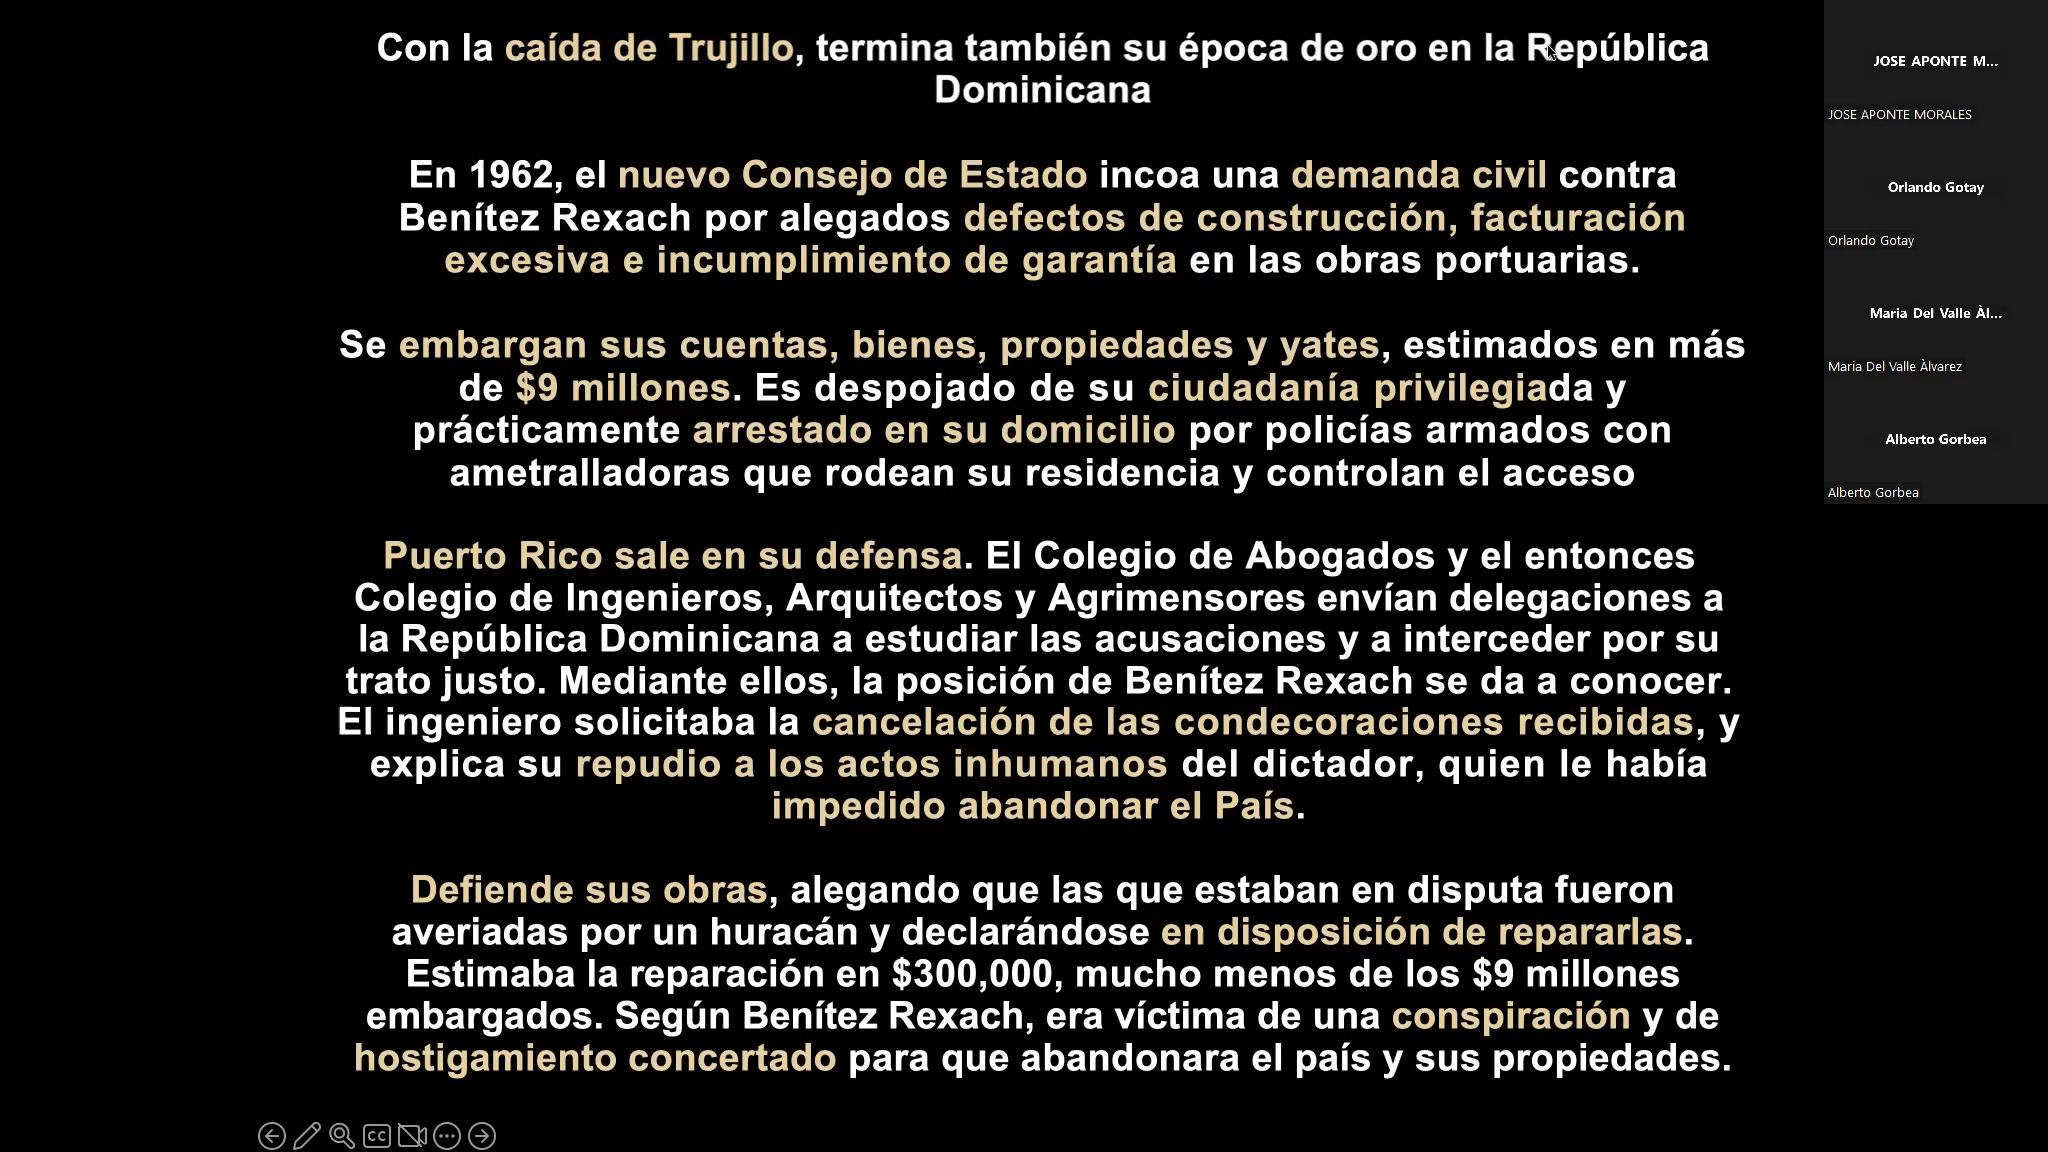 Con la caída de Trujillo, termina también su época de oro en la República
Dominicana
En 1962, el nuevo Consejo de Estado incoa una demanda civil contra
Benítez Rexach por alegados defectos de construcción, facturación
excesiva e incumplimiento de garantía en las obras portuarias.
Se embargan sus cuentas, bienes, propiedades y yates, estimados en más
de $9 millones. Es despojado de su ciudadanía privilegiada y
prácticamente arrestado en su domicilio por policías armados con
ametralladoras que rodean su residencia y controlan el acceso
Puerto Rico sale en su defensa. El Colegio de Abogados y el entonces
Colegio de Ingenieros, Arquitectos y Agrimensores envían delegaciones a
la República Dominicana a estudiar las acusaciones y a interceder por su
trato justo. Mediante ellos, la posición de Benítez Rexach se da a conocer.
El ingeniero solicitaba la cancelación de las condecoraciones recibidas, y
explica su repudio a los actos inhumanos del dictador, quien le había
impedido abandonar el País.
Defiende sus obras, alegando que las que estaban en disputa fueron
averiadas por un huracán y declarándose en disposición de repararlas.
Estimaba la reparación en $300,000, mucho menos de los $9 millones
embargados. Según Benítez Rexach, era víctima de una conspiración y de
hostigamiento concertado para que abandonara el país y sus propiedades.
JOSE APONTE M...
JOSE APONTE MORALES
Orlando Gotay
Orlando Gotay
Maria Del Valle Àl...
Maria Del Valle Àlvarez
Alberto Gorbea
Alberto Gorbea
CC